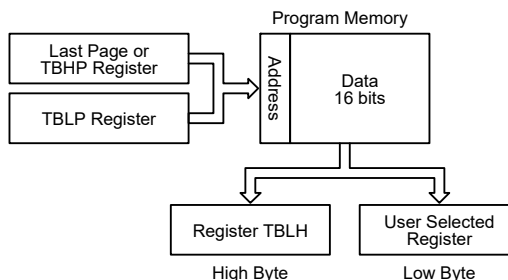 Program Memory
Last Page or
TBHP Register
TBLP Register
Address
Data
16 bits
Register TBLH
User Selected
Register
High Byte
Low Byte